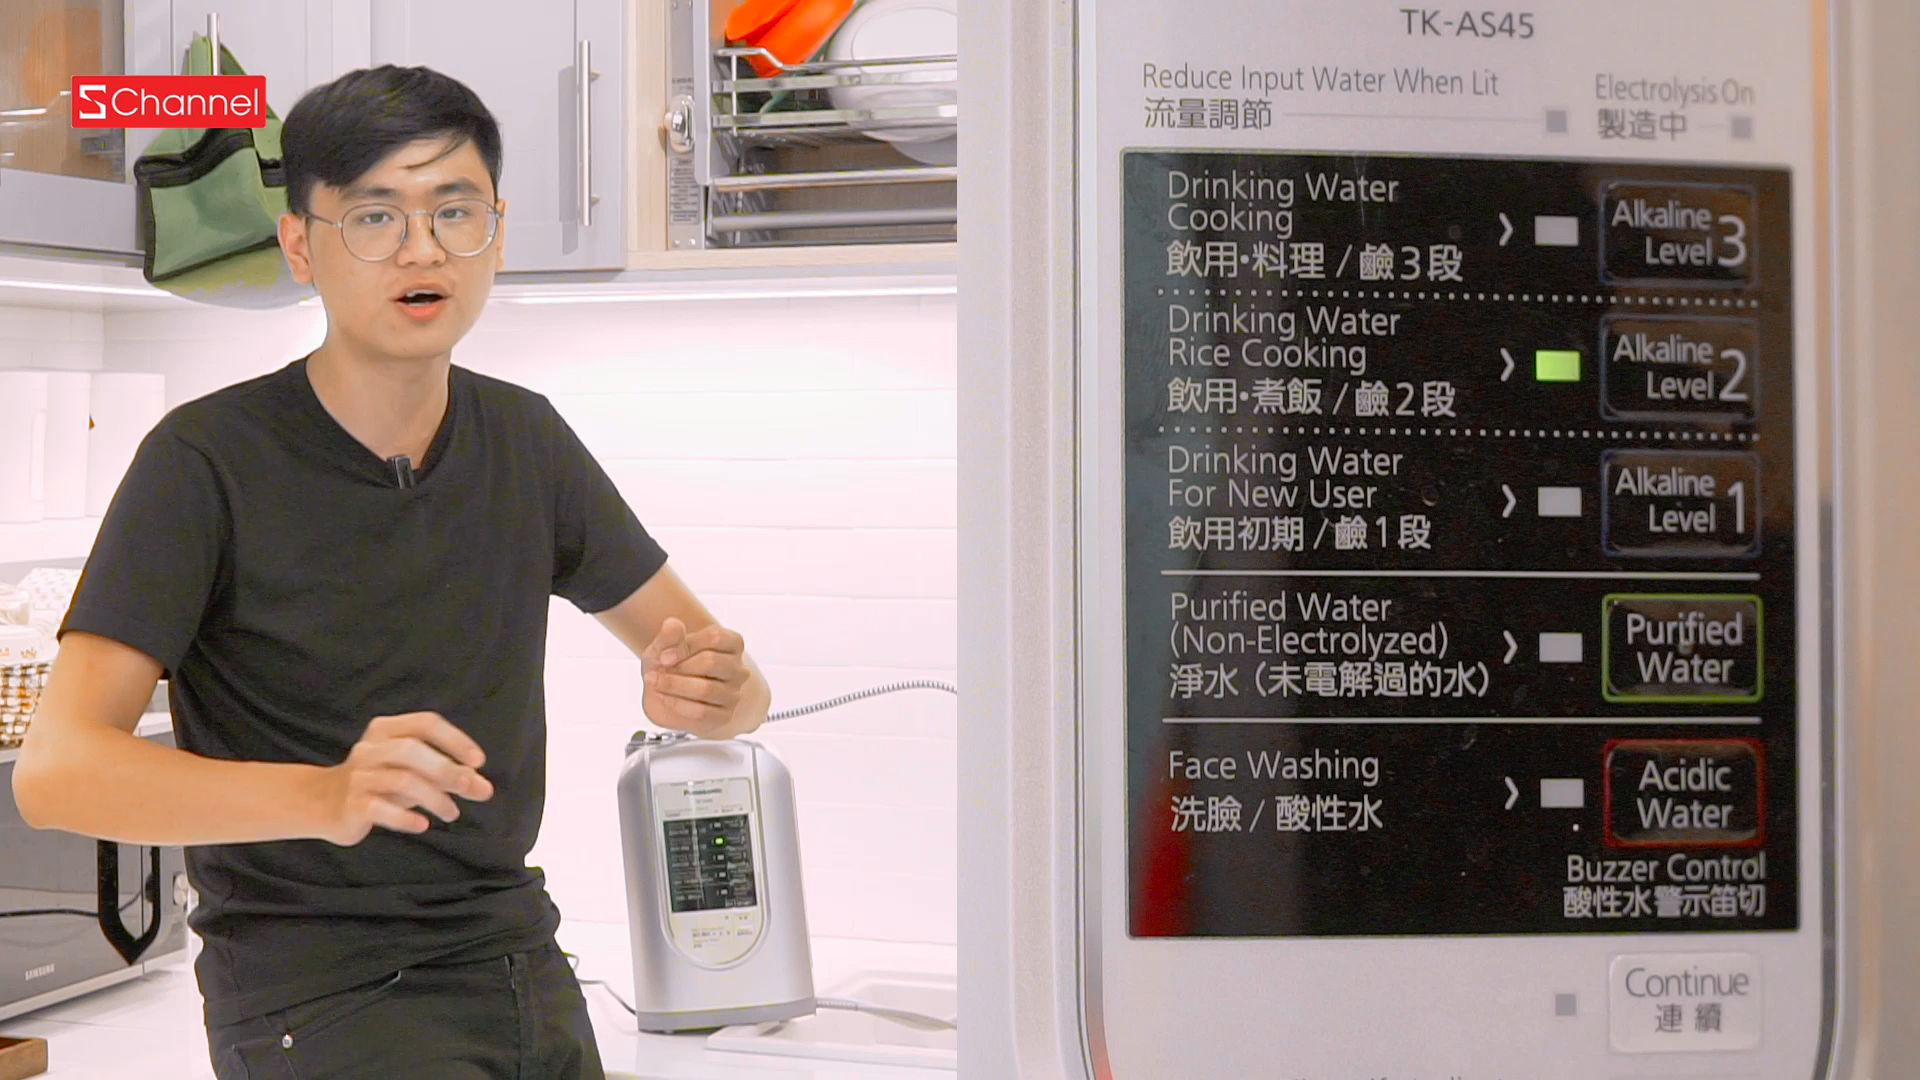 S Channel
SAMSUNG
Panasonic
TK-AS45
Reduce Input Water When Lit
流量調節
Electrolysis On
製造中
Drinking Water
Cooking
飲用•料理 / 鹼3段
Alkaline
Level 3
Drinking Water
Rice Cooking
飲用•煮飯 / 鹼2段
Alkaline
Level 2
Drinking Water
For New User
飲用初期 / 鹼1段
Alkaline
Level 1
Purified Water
(Non-Electrolyzed)
淨水 (未電解過的水)
Purified
Water
Face Washing
洗臉 / 酸性水
Acidic
Water
Buzzer Control
酸性水警示笛切
Continue
連續